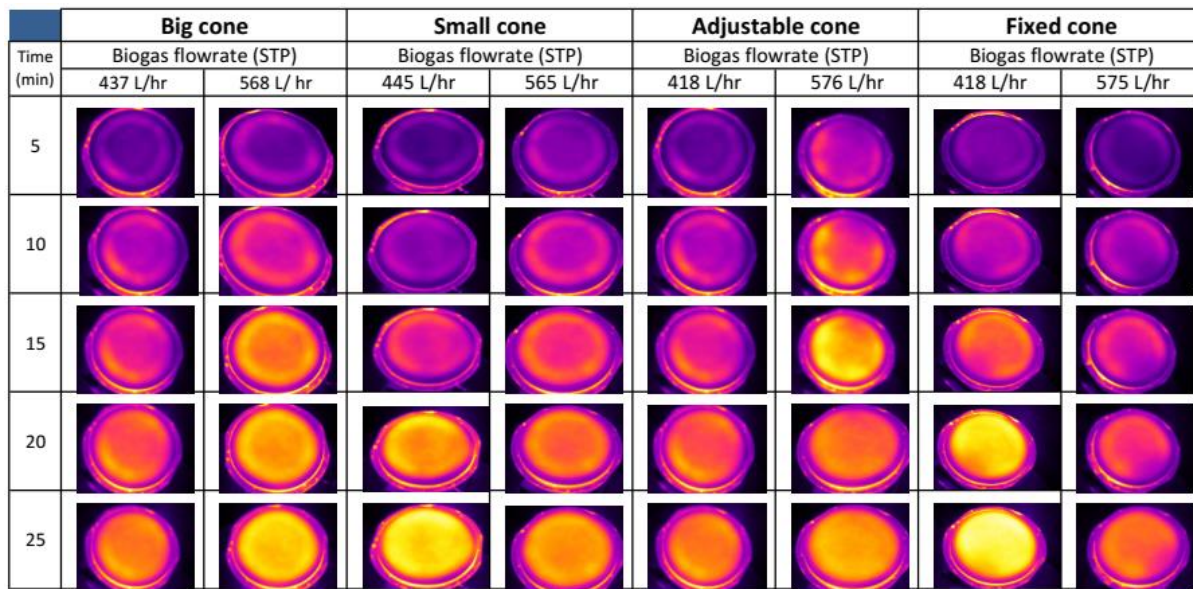 Big cone Small cone Adjustable cone Fixed cone
Time (min) Biogas flowrate (STP) Biogas flowrate (STP) Biogas flowrate (STP) Biogas flowrate (STP)
437 L/hr 568 L/ hr 445 L/hr 565 L/hr 418 L/hr 576 L/hr 418 L/hr 575 L/hr
5
10
15
20
25